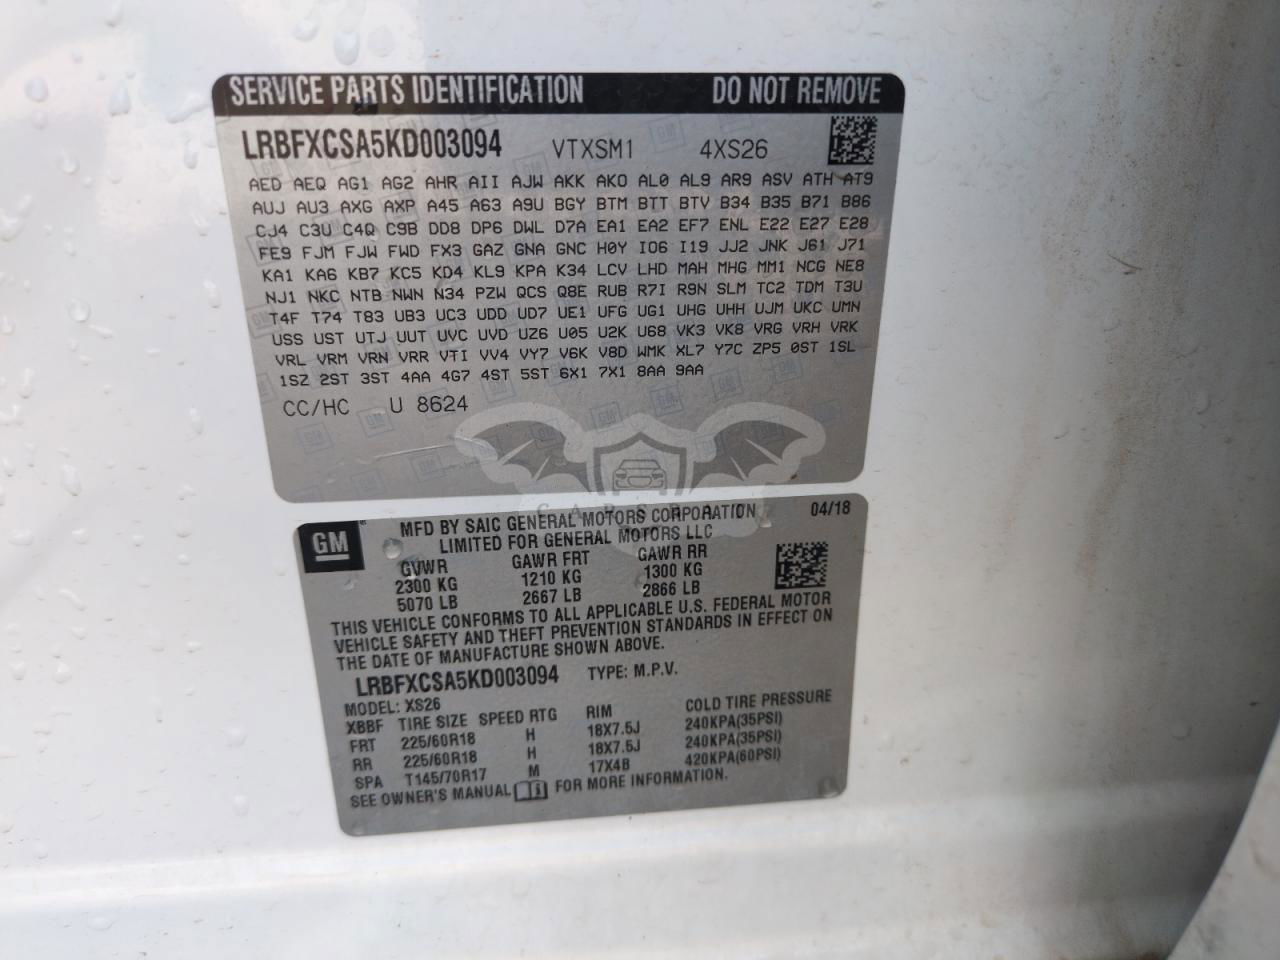 SERVICE PARTS IDENTIFICATION DO NOT REMOVE
LRBFXCSA5KD003094 VTXSM1 4XS26
AED AEQ AG1 AG2 AHR AII AJW AKK AKO AL0 AL9 AR9 ASV ATH AT9
AUJ AU3 AXG AXP A45 A63 A9U BGY BTM BTT BTV B34 B35 B71 B86
CJ4 C3U C4Q C9B DD8 DP6 DWL D7A EA1 EA2 EF7 ENL E22 E27 E28
FE9 FJM FJW FWD FX3 GAZ GNA GNC H0Y IO6 I19 JJ2 JNK J61 J71
KA1 KA6 KB7 KC5 KD4 KL9 KPA K34 LCV LHD MAH MHG MM1 NCG NE8
NJ1 NKC NTB NWN N34 PZW QCS Q8E RUB R7I R9N SLM TC2 TDM T3U
T4F T74 T83 UB3 UC3 UDD UD7 UE1 UFG UG1 UHG UHH UJM UKC UMN
USS UST UTJ UUT UVC UVD UZ6 U05 U2K U68 VK3 VK8 VRG VRH VRK
VRL VRM VRN VRR VTI VV4 VY7 V6K V8D WMK XL7 Y7C ZP5 0ST 1SL
1SZ 2ST 3ST 4AA 4G7 4ST 5ST 6X1 7X1 8AA 9AA
CC/HC U 8624
GM
MFD BY SAIC GENERAL MOTORS CORPORATION 04/18
LIMITED FOR GENERAL MOTORS LLC
GVWR GAWR FRT GAWR RR
2300 KG 1210 KG 1300 KG
5070 LB 2667 LB 2866 LB
THIS VEHICLE CONFORMS TO ALL APPLICABLE U.S. FEDERAL MOTOR
VEHICLE SAFETY AND THEFT PREVENTION STANDARDS IN EFFECT ON
THE DATE OF MANUFACTURE SHOWN ABOVE.
LRBFXCSA5KD003094 TYPE: M.P.V.
MODEL: XS26
XBBF TIRE SIZE SPEED RTG RIM COLD TIRE PRESSURE
FRT 225/60R18 H 18X7.5J 240KPA(35PSI)
RR 225/60R18 H 18X7.5J 240KPA(35PSI)
SPA T145/70R17 M 17X4B 420KPA(60PSI)
SEE OWNER'S MANUAL FOR MORE INFORMATION.